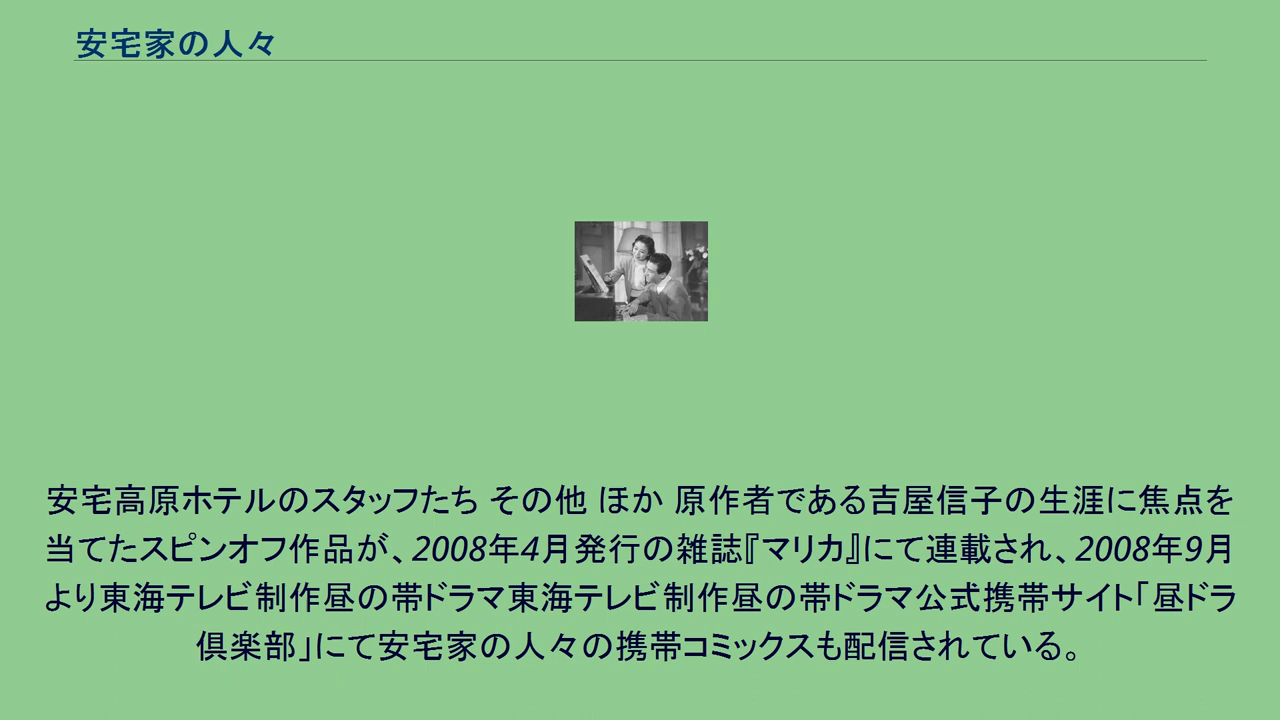 安宅家の人々
安宅高原ホテルのスタッフたち その他 ほか 原作者である吉屋信子の生涯に焦点を
当てたスピンオフ作品が、2008年4月発行の雑誌『マリカ』にて連載され、2008年9月
より東海テレビ制作昼の帯ドラマ東海テレビ制作昼の帯ドラマ公式携帯サイト「昼ドラ
倶楽部」にて安宅家の人々の携帯コミックスも配信されている。